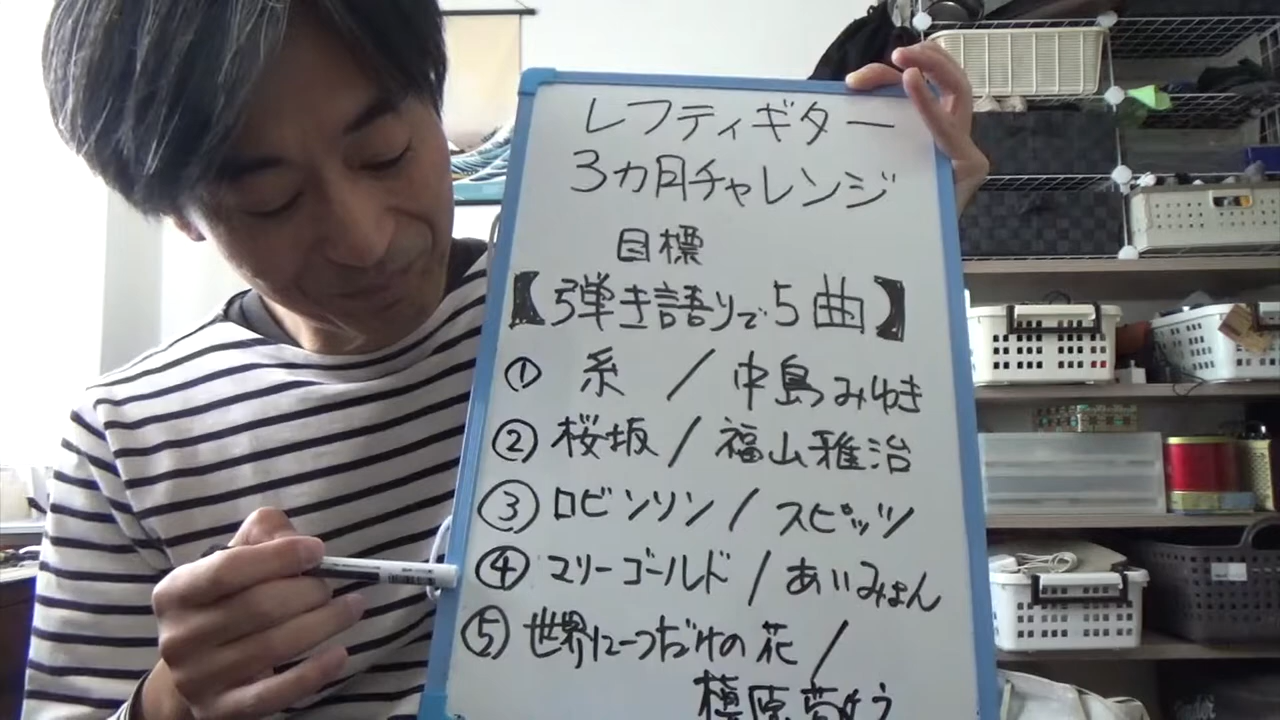 レフティギター
3カ月チャレンジ
目標
【弾き語りで5曲】
① 糸 / 中島みゆき
② 桜坂 / 福山雅治
③ ロビンソン / スピッツ
④ マリーゴールド / あいみょん
⑤ 世界に一つだけの花 /
槇原敬